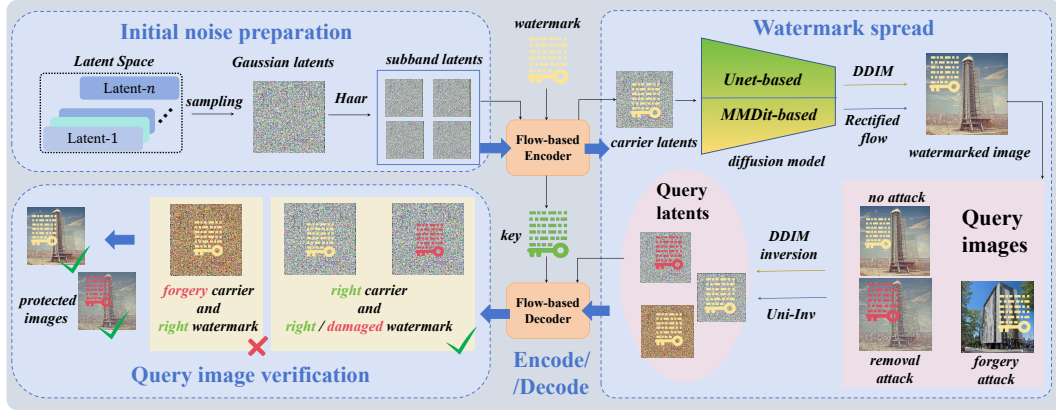 Initial noise preparation
Latent Space
Latent-n
Latent-1
sampling
Gaussian latents
Haar
subband latents
watermark
Flow-based
Encoder
key
Flow-based
Decoder
Encode/
/Decode
Watermark spread
carrier latents
Unet-based
MMDit-based
diffusion model
DDIM
Rectified
flow
watermarked image
Query
images
no attack
removal
attack
forgery
attack
DDIM
inversion
Uni-Inv
Query
latents
protected
images
forgery carrier
and
right watermark
right carrier
and
right / damaged watermark
Query image verification